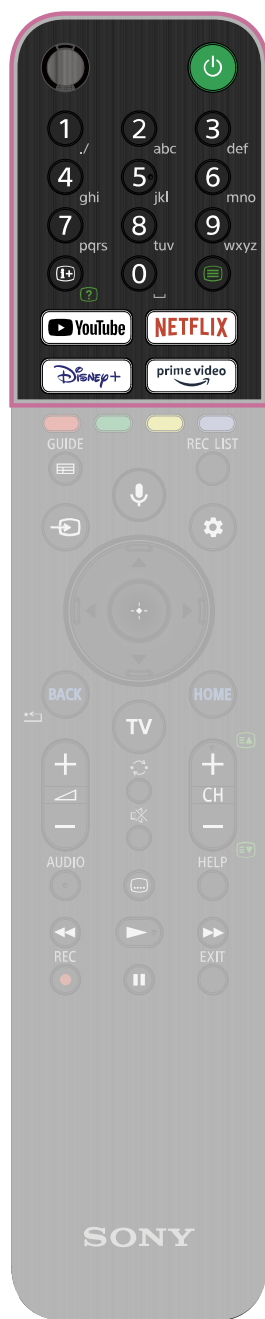 1 2 3
./ abc def
4 5 6
ghi jkl mno
7 8 9
pqrs tuv wxyz
i+ 0
?
YouTube NETFLIX
Disney+ prime video
GUIDE REC LIST
BACK HOME
TV
+ +
CH
− −
AUDIO HELP
REC EXIT
SONY